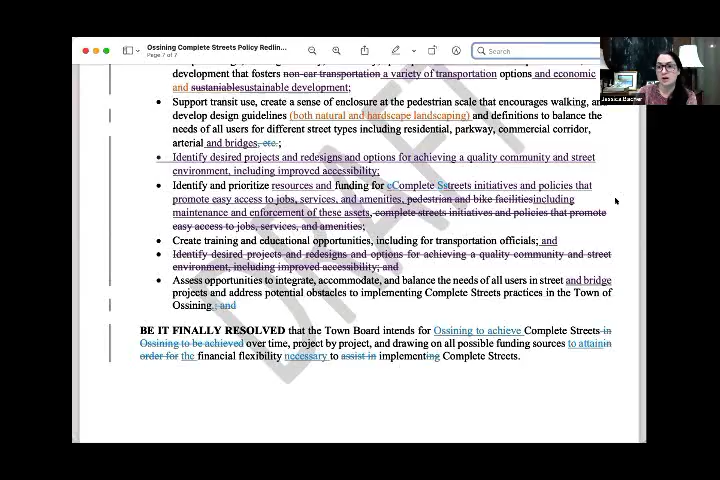 Ossining Complete Streets Policy Redlin...
Page 7 of 7
Search
development that fosters non-car transportation a variety of transportation options and economic
and sustaniablesustainable development;
• Support transit use, create a sense of enclosure at the pedestrian scale that encourages walking, and
develop design guidelines (both natural and hardscape landscaping) and definitions to balance the
needs of all users for different street types including residential, parkway, commercial corridor,
arterial and bridges, etc.;
• Identify desired projects and redesigns and options for achieving a quality community and street
environment, including improved accessibility;
• Identify and prioritize resources and funding for cComplete Sstreets initiatives and policies that
promote easy access to jobs, services, and amenities, pedestrian and bike facilitiesincluding
maintenance and enforcement of these assets, complete streets initiatives and policies that promote
easy access to jobs, services, and amenities;
• Create training and educational opportunities, including for transportation officials; and
• Identify desired projects and redesigns and options for achieving a quality community and street
environment, including improved accessibility; and
• Assess opportunities to integrate, accommodate, and balance the needs of all users in street and bridge
projects and address potential obstacles to implementing Complete Streets practices in the Town of
Ossining.; and
BE IT FINALLY RESOLVED that the Town Board intends for Ossining to achieve Complete Streets in
Ossining to be achieved over time, project by project, and drawing on all possible funding sources to attainin
order for the financial flexibility necessary to assist in implementing Complete Streets.
DRAFT
Jessica Bacher